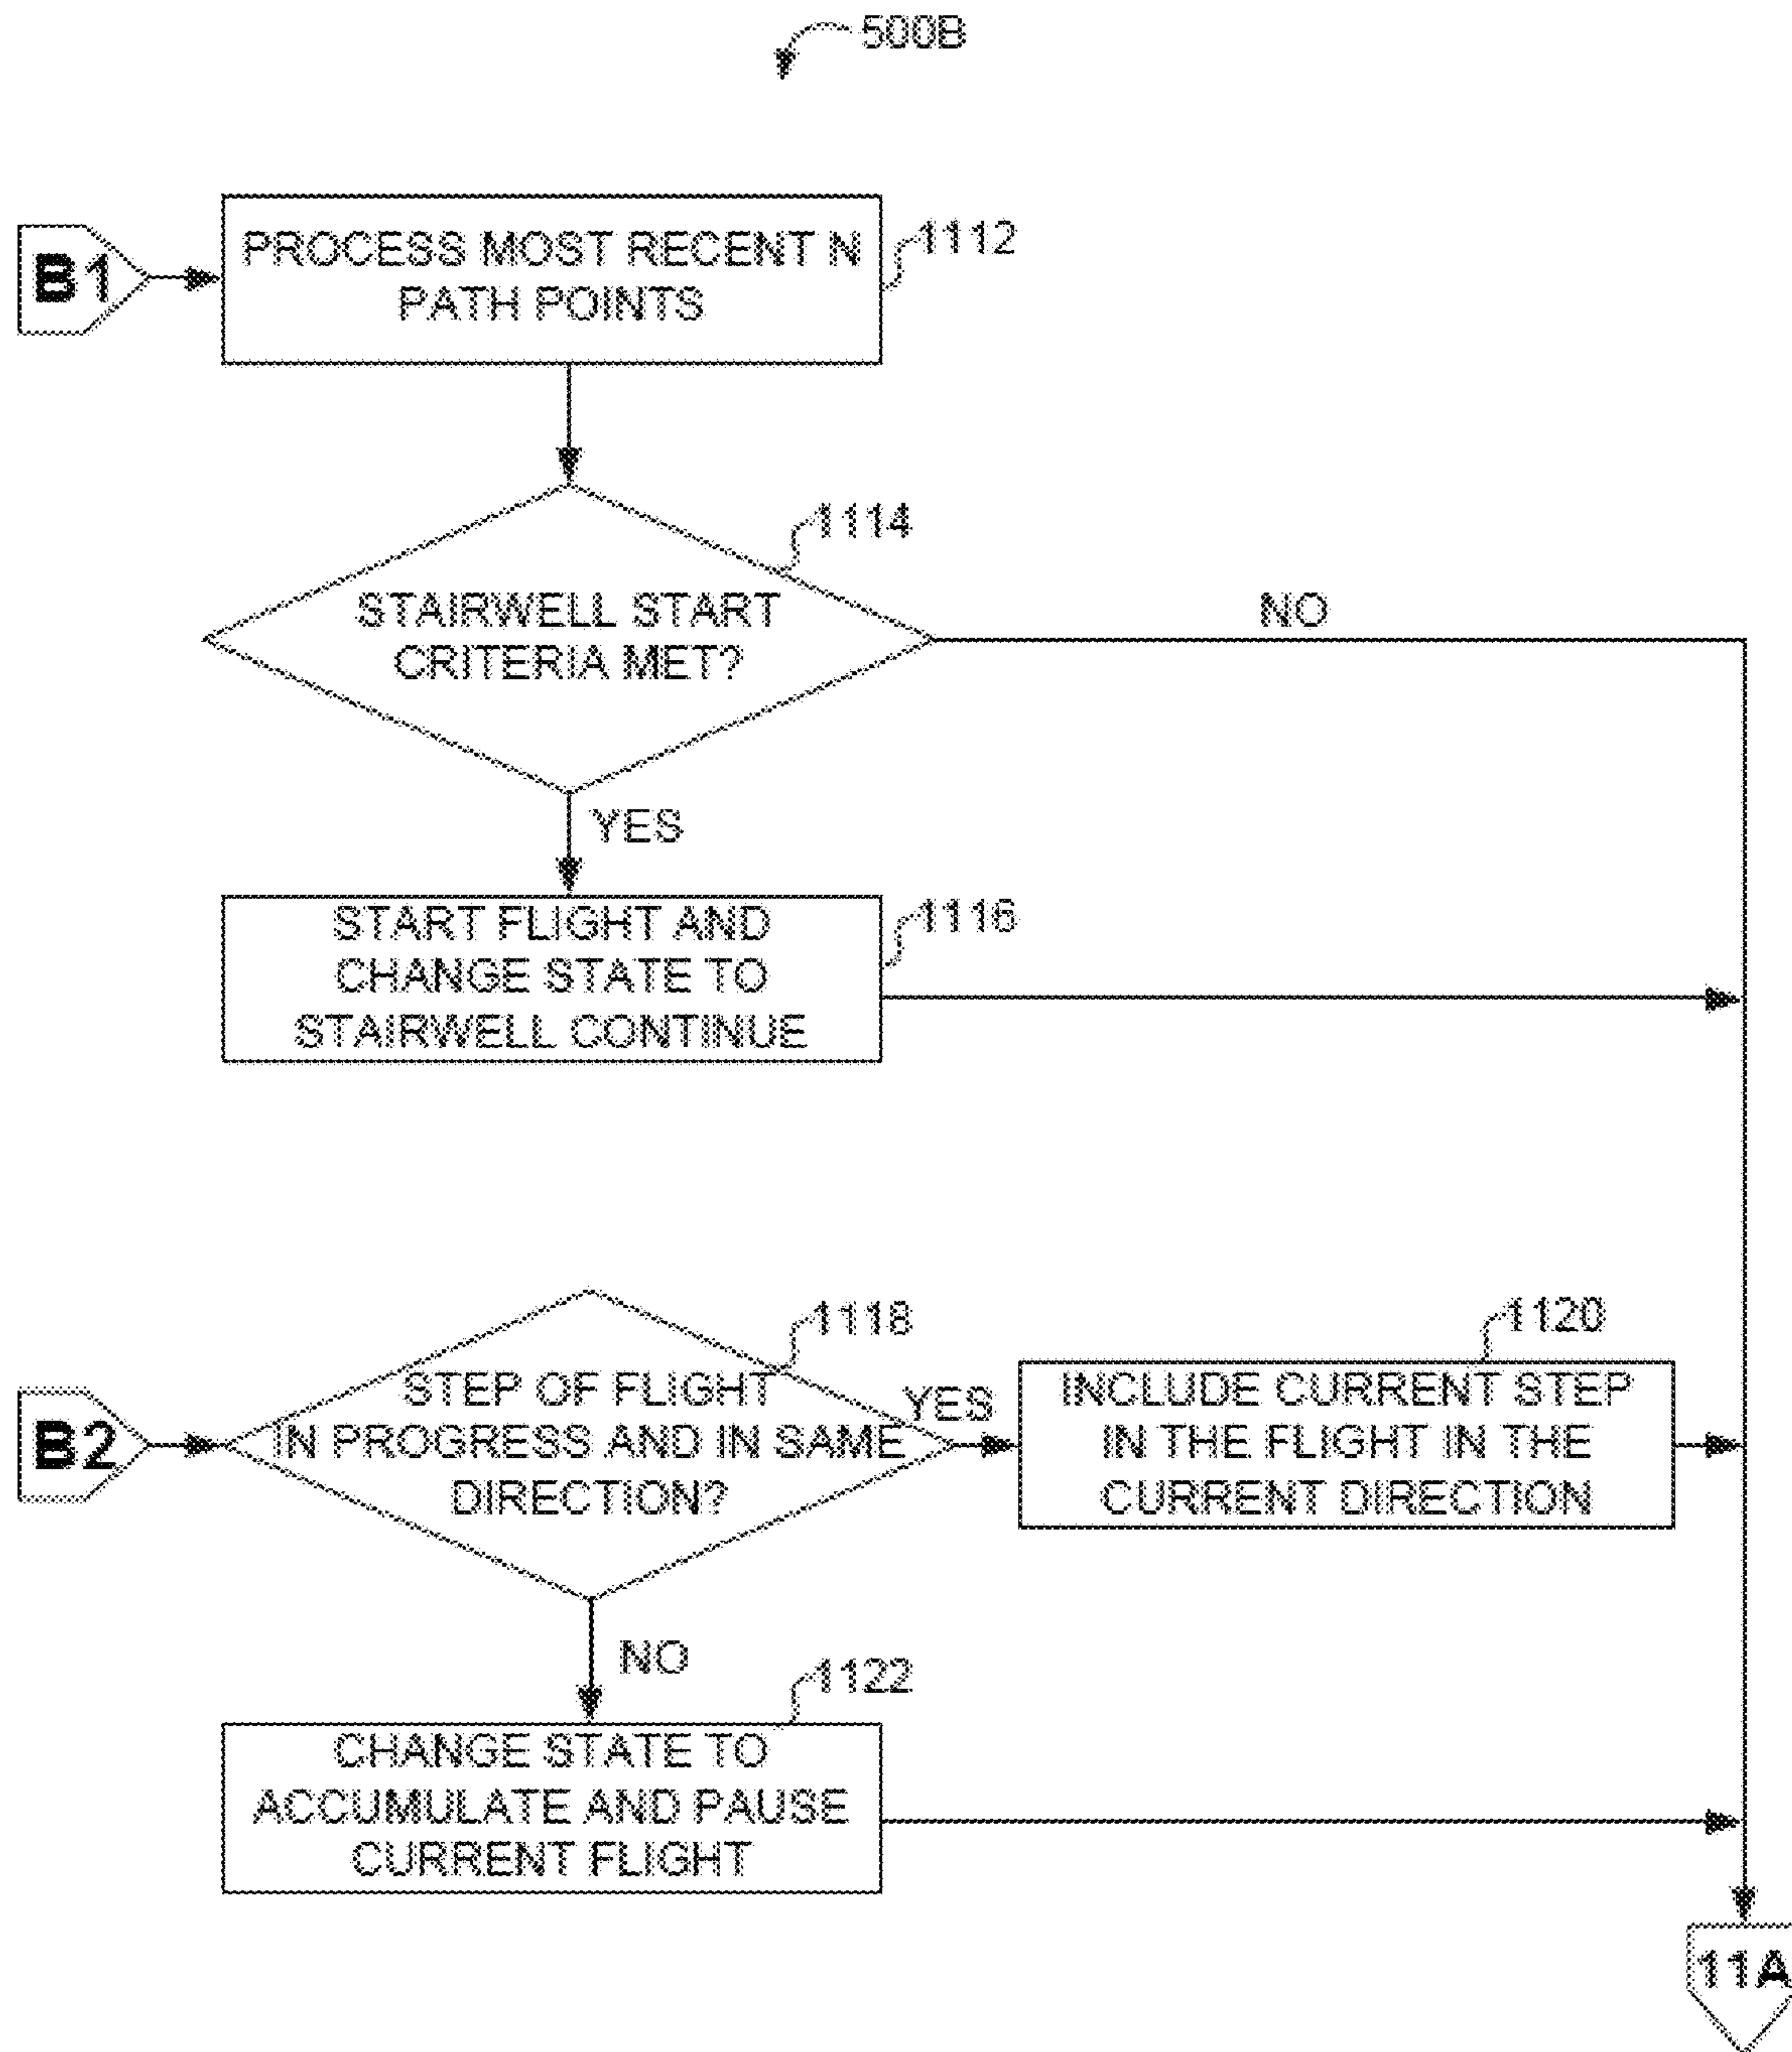 500B
B1
PROCESS MOST RECENT N
PATH POINTS
1112
1114
STAIRWELL START
CRITERIA MET?
NO
YES
START FLIGHT AND
CHANGE STATE TO
STAIRWELL CONTINUE
1116
B2
1118
STEP OF FLIGHT
IN PROGRESS AND IN SAME
DIRECTION?
YES
1120
INCLUDE CURRENT STEP
IN THE FLIGHT IN THE
CURRENT DIRECTION
NO
1122
CHANGE STATE TO
ACCUMULATE AND PAUSE
CURRENT FLIGHT
11A